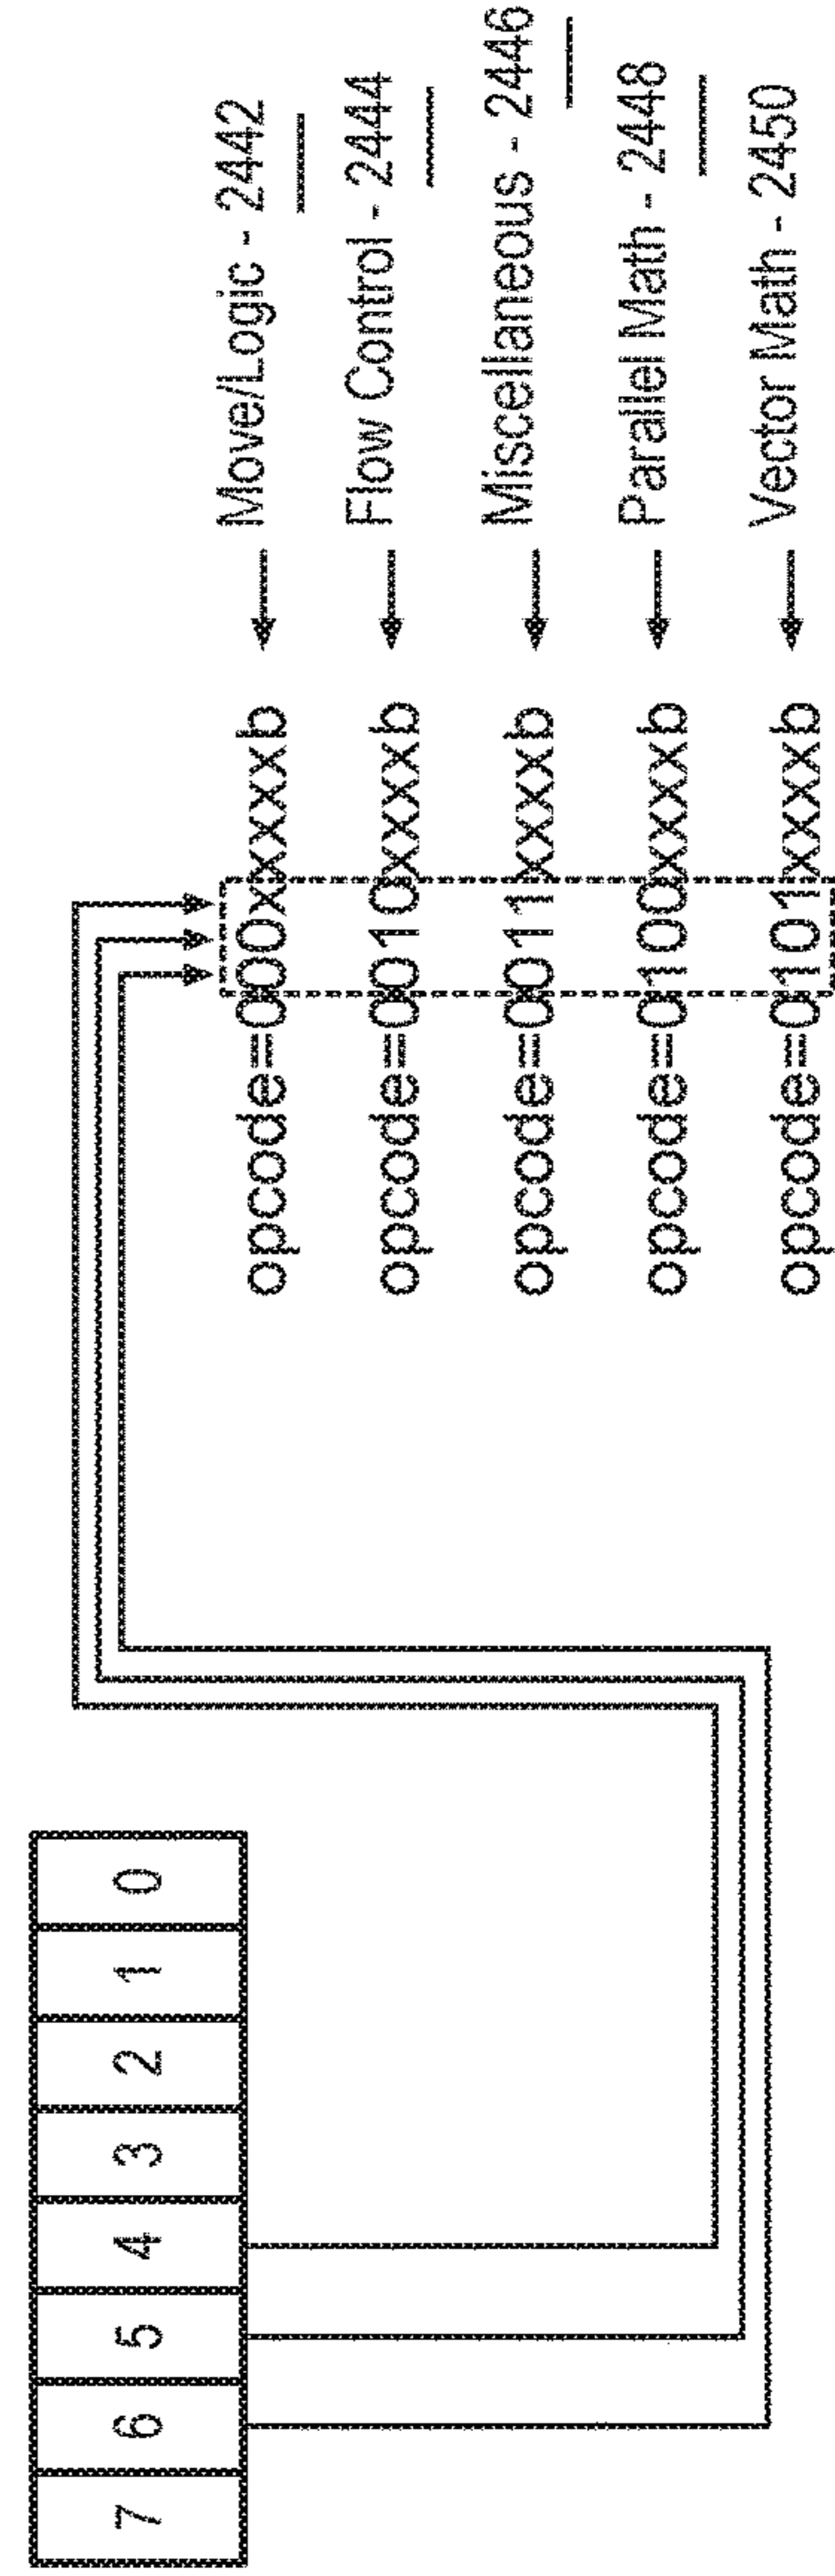 7 6 5 4 3 2 1 0
opcode=000xxxxxb Move/Logic - 2442
opcode=0010xxxxb Flow Control - 2444
opcode=0011xxxxb Miscellaneous - 2446
opcode=0100xxxxb Parallel Math - 2448
opcode=0101xxxxb Vector Math - 2450